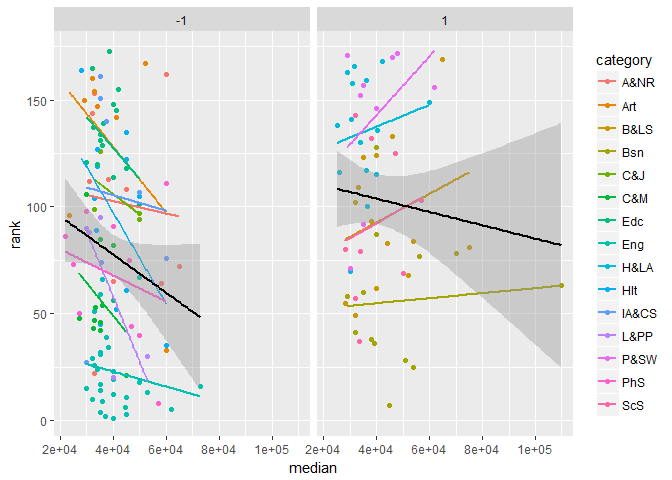 -1
1
category
A&NR
Art
B&LS
Bsn
C&J
C&M
Edc
Eng
H&LA
Hlt
IA&CS
L&PP
P&SW
PhS
ScS
rank
150
100
50
0
2e+04 4e+04 6e+04 8e+04 1e+05 2e+04 4e+04 6e+04 8e+04 1e+05
median